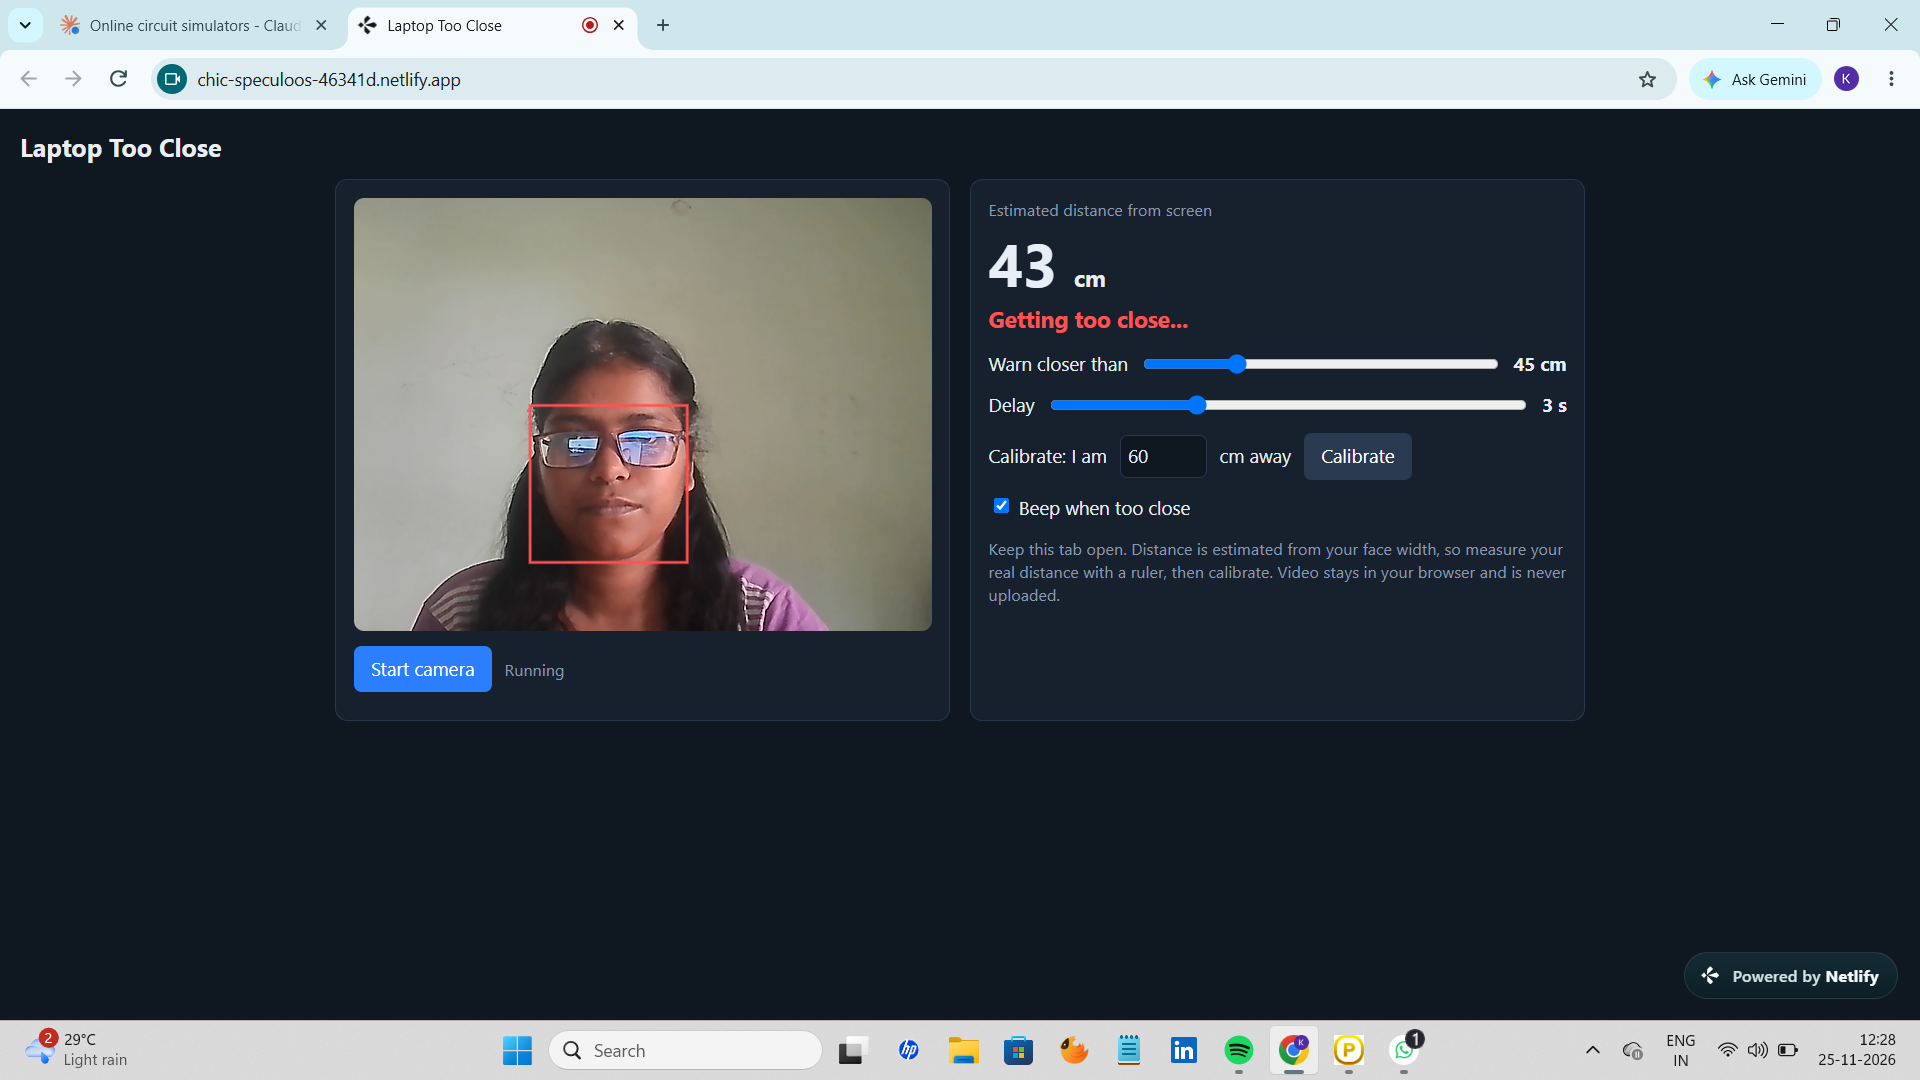 Online circuit simulators - Claud
Laptop Too Close
chic-speculoos-46341d.netlify.app
Ask Gemini
K
Laptop Too Close
Estimated distance from screen
43 cm
Getting too close...
Warn closer than 45 cm
Delay 3 s
Calibrate: I am 60 cm away Calibrate
Beep when too close
Keep this tab open. Distance is estimated from your face width, so measure your
real distance with a ruler, then calibrate. Video stays in your browser and is never
uploaded.
Start camera Running
Powered by Netlify
2
29°C
Light rain
Search
hp
in
K
P
1
ENG
IN
12:28
25-11-2026